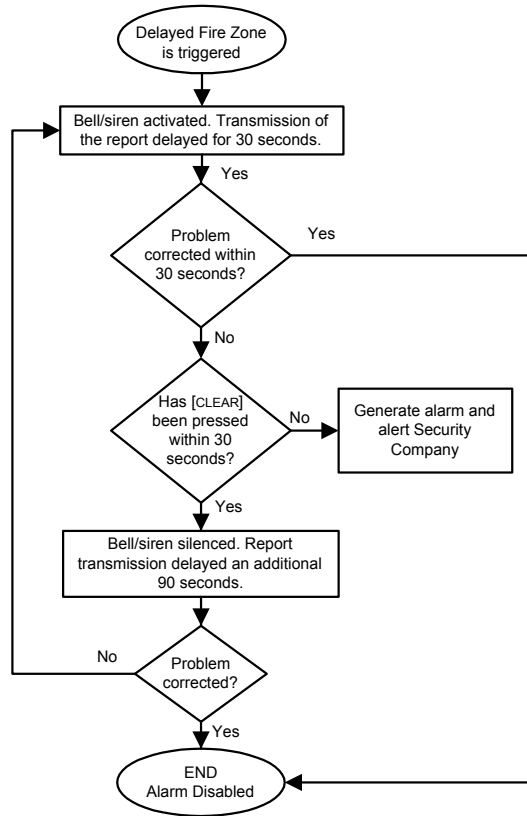 Delayed Fire Zone
is triggered
Bell/siren activated. Transmission of
the report delayed for 30 seconds.
Yes
Problem
corrected within
30 seconds?
Yes
No
Has [CLEAR]
been pressed
within 30
seconds?
No
Generate alarm and
alert Security
Company
Yes
Bell/siren silenced. Report
transmission delayed an additional
90 seconds.
No
Problem
corrected?
Yes
END
Alarm Disabled